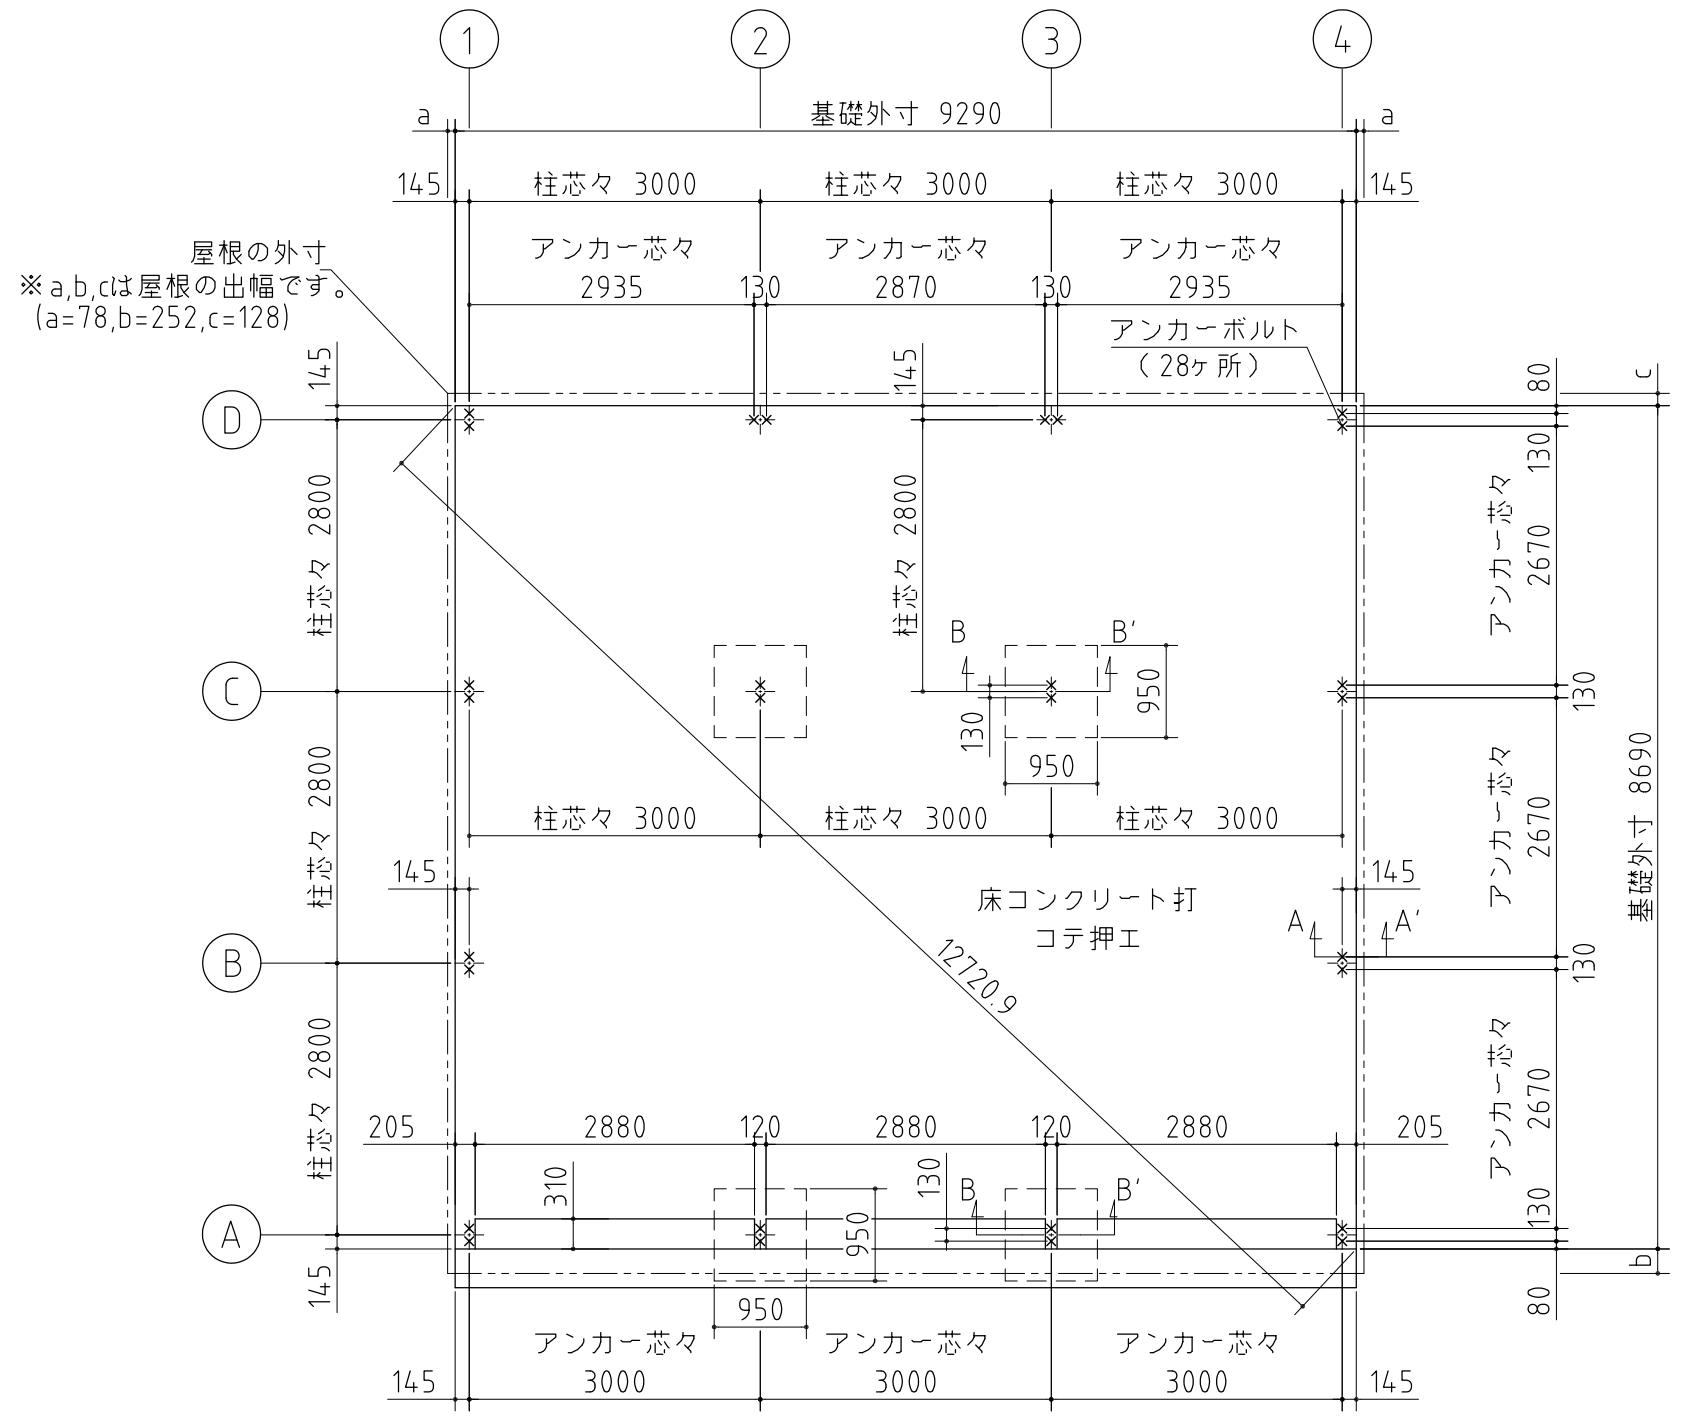 1
2
3
4
a
基礎外寸 9290
a
145
柱芯々 3000
柱芯々 3000
柱芯々 3000
145
アンカー芯々
アンカー芯々
アンカー芯々
2935
130
2870
130
2935
屋根の外寸
※a,b,cは屋根の出幅です。
(a=78,b=252,c=128)
アンカーボルト
(28ヶ所)
145
145
80
c
D
130
柱芯々 2800
柱芯々 2800
アンカー芯々
2670
B
B'
C
130
950
130
950
基礎外寸 8690
柱芯々 3000
柱芯々 3000
柱芯々 3000
柱芯々 2800
アンカー芯々
2670
145
145
床コンクリート打
コテ押エ
A
A'
B
130
12720.9
柱芯々 2800
アンカー芯々
2670
205
2880
120
2880
120
2880
205
310
130
B
B'
130
A
950
145
b
80
950
アンカー芯々
アンカー芯々
アンカー芯々
145
3000
3000
3000
145